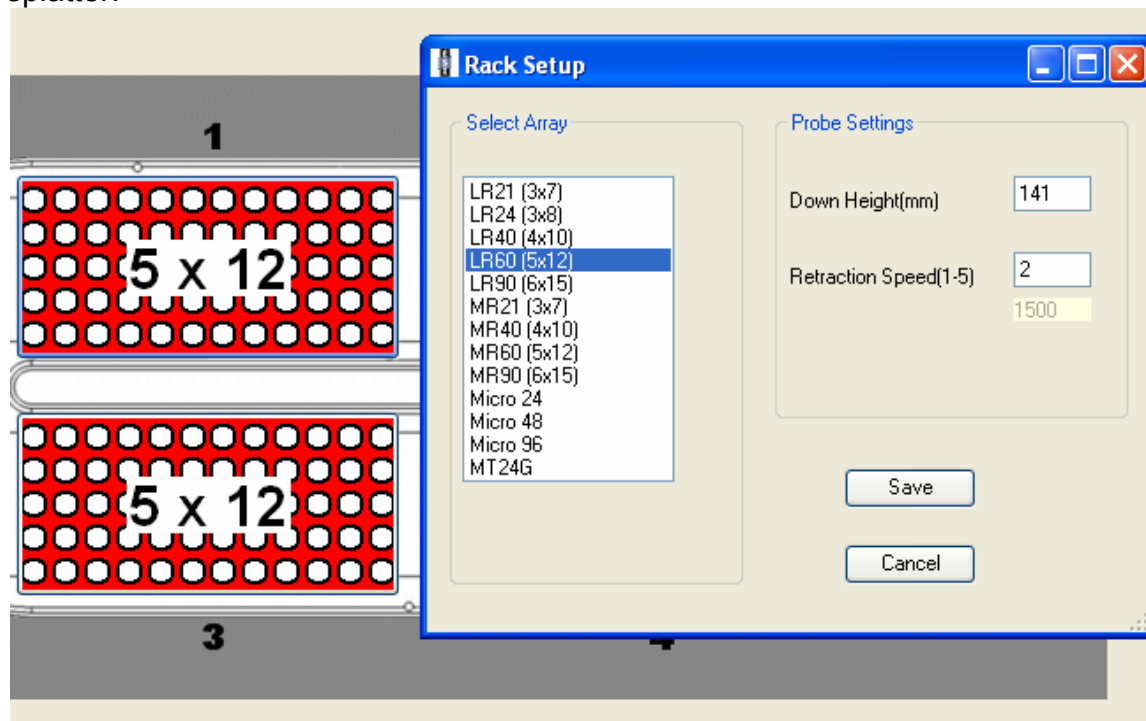 1
5 x 12
5 x 12
3
Rack Setup
Select Array
LR21 (3x7)
LR24 (3x8)
LR40 (4x10)
LR60 (5x12)
LR90 (6x15)
MR21 (3x7)
MR40 (4x10)
MR60 (5x12)
MR90 (6x15)
Micro 24
Micro 48
Micro 96
MT24G
Probe Settings
Down Height(mm) 141
Retraction Speed(1-5) 2
1500
Save
Cancel